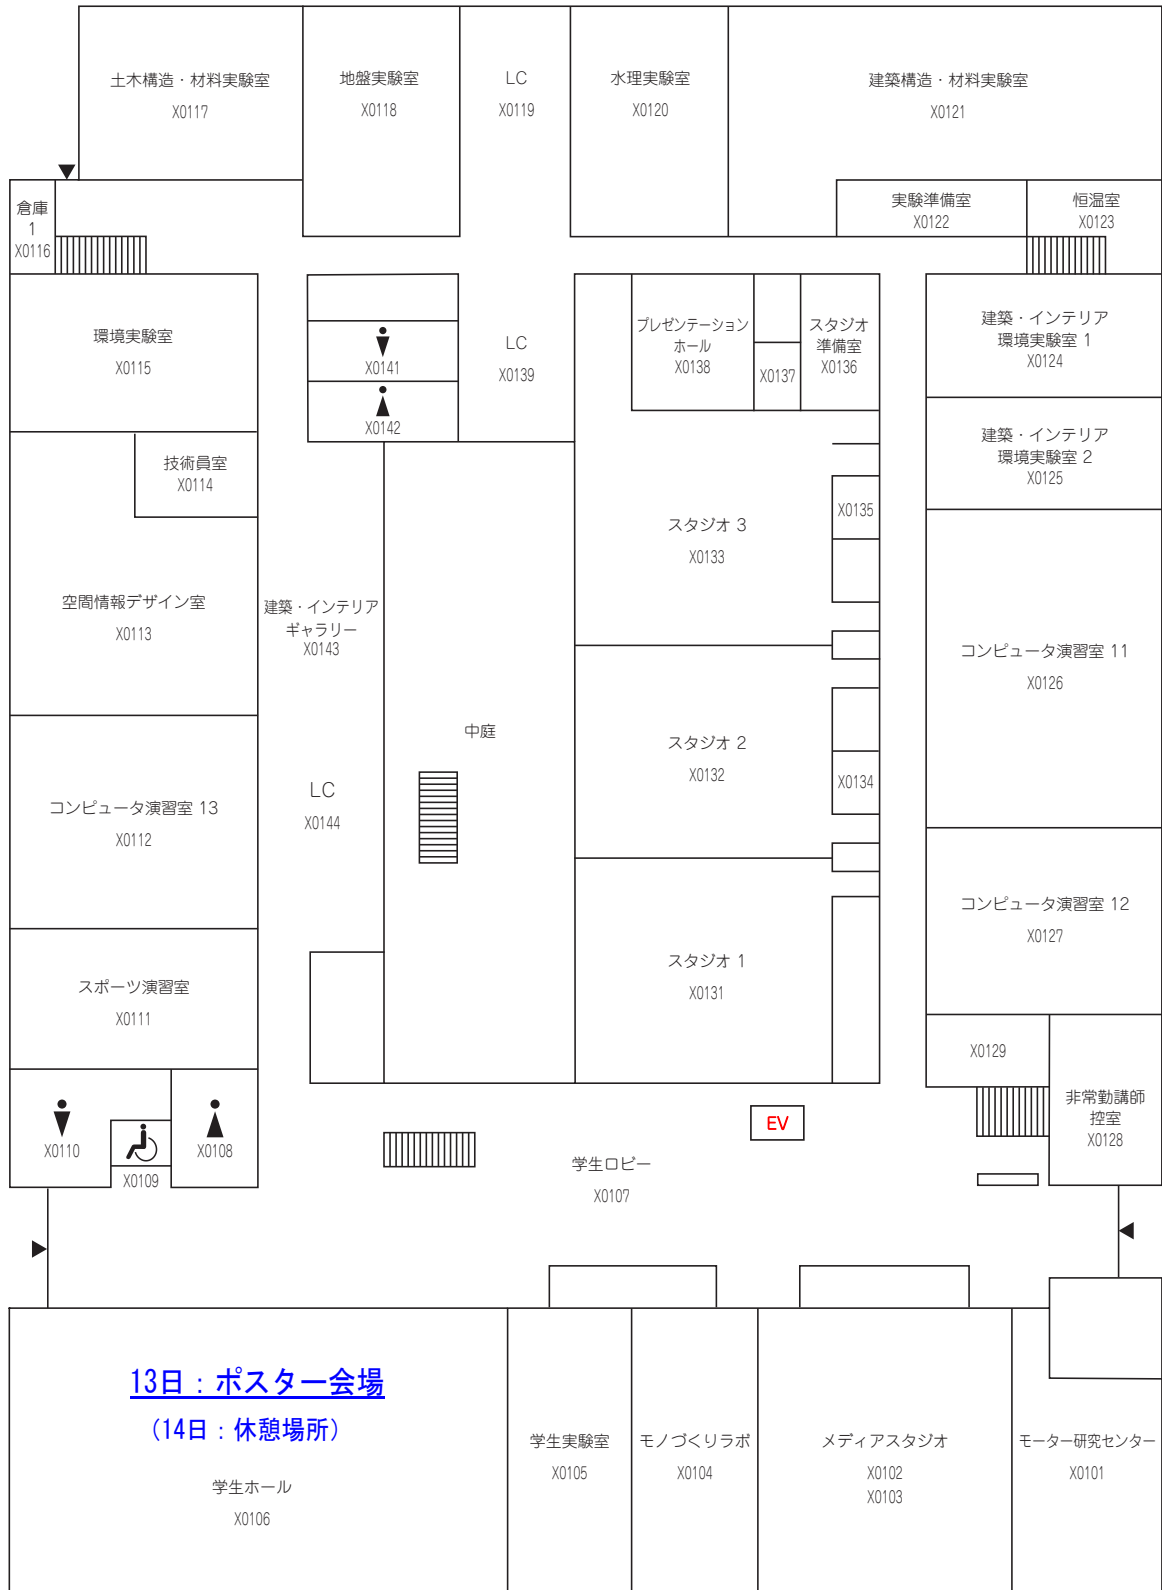 土木構造・材料実験室
X0117
地盤実験室
X0118
LC
X0119
水理実験室
X0120
建築構造・材料実験室
X0121
倉庫
1
X0116
実験準備室
X0122
恒温室
X0123
環境実験室
X0115
X0141
X0142
LC
X0139
プレゼンテーション
ホール
X0138
X0137
スタジオ
準備室
X0136
建築・インテリア
環境実験室 1
X0124
建築・インテリア
環境実験室 2
X0125
技術員室
X0114
スタジオ 3
X0133
X0135
空間情報デザイン室
X0113
建築・インテリア
ギャラリー
X0143
コンピュータ演習室 11
X0126
中庭
スタジオ 2
X0132
X0134
コンピュータ演習室 13
X0112
LC
X0144
コンピュータ演習室 12
X0127
スポーツ演習室
X0111
スタジオ 1
X0131
X0129
非常勤講師
控室
X0128
X0110
X0109
X0108
EV
学生ロビー
X0107
13日：ポスター会場
（14日：休憩場所）
学生ホール
X0106
学生実験室
X0105
モノづくりラボ
X0104
メディアスタジオ
X0102
X0103
モーター研究センター
X0101